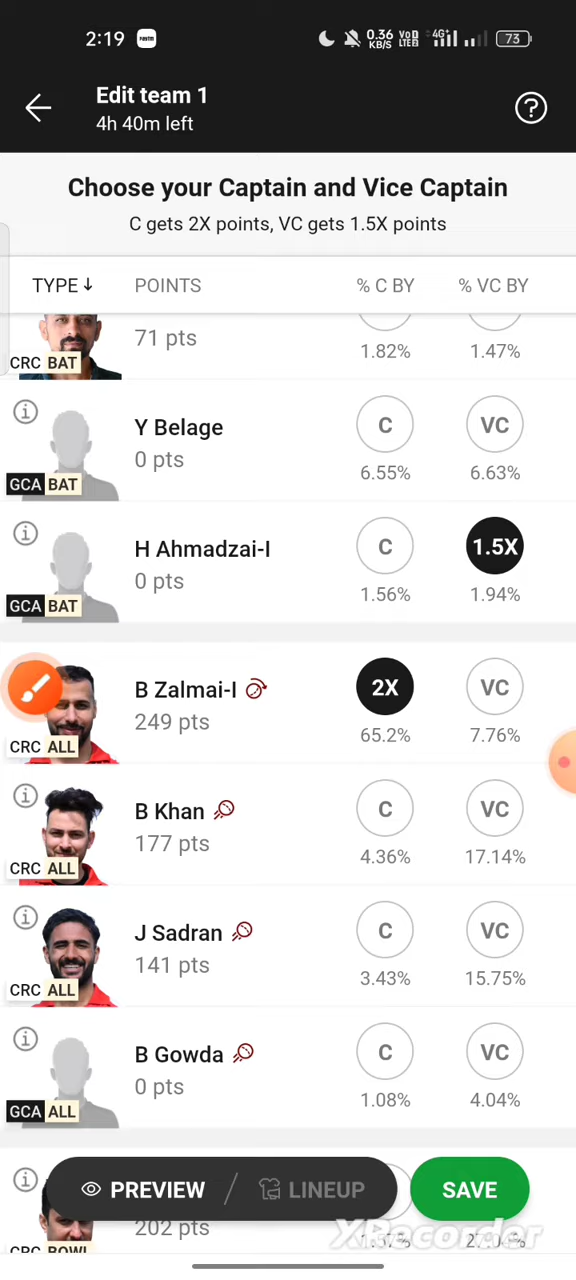 2:19 paytm 0.36 KB/S VoD LTE2 4G+ 73
Edit team 1
4h 40m left
?
Choose your Captain and Vice Captain
C gets 2X points, VC gets 1.5X points
TYPE↓ POINTS % C BY % VC BY
71 pts
CRC BAT 1.82% 1.47%
Y Belage C VC
0 pts
GCA BAT 6.55% 6.63%
H Ahmadzai-I C 1.5X
0 pts
GCA BAT 1.56% 1.94%
B Zalmai-I 2X VC
249 pts
CRC ALL 65.2% 7.76%
B Khan C VC
177 pts
CRC ALL 4.36% 17.14%
J Sadran C VC
141 pts
CRC ALL 3.43% 15.75%
B Gowda C VC
0 pts
GCA ALL 1.08% 4.04%
PREVIEW / LINEUP SAVE
202 pts
CRC BOWL
XRecorder